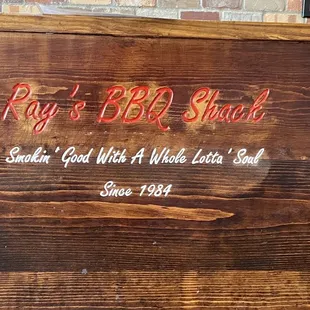 Ray's BBQ Shack
Smokin' Good With A Whole Lotta' Soul
Since 1984